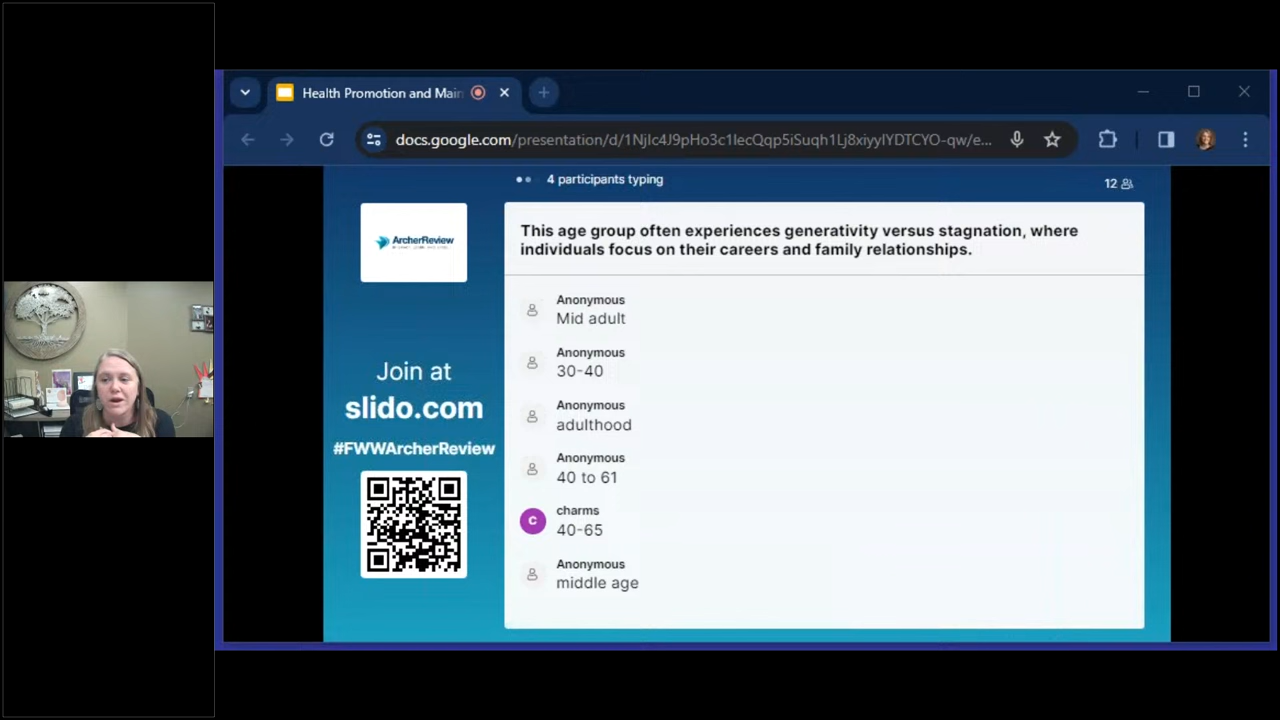 Health Promotion and Main
docs.google.com/presentation/d/1NjIc4J9pHo3c1lecQqp5iSuqh1Lj8xiyyIYDTCYO-qw/e...
4 participants typing
12
ArcherReview
This age group often experiences generativity versus stagnation, where
individuals focus on their careers and family relationships.
Anonymous
Mid adult
Anonymous
30-40
Anonymous
adulthood
Anonymous
40 to 61
C
charms
40-65
Anonymous
middle age
Join at
slido.com
#FWWArcherReview